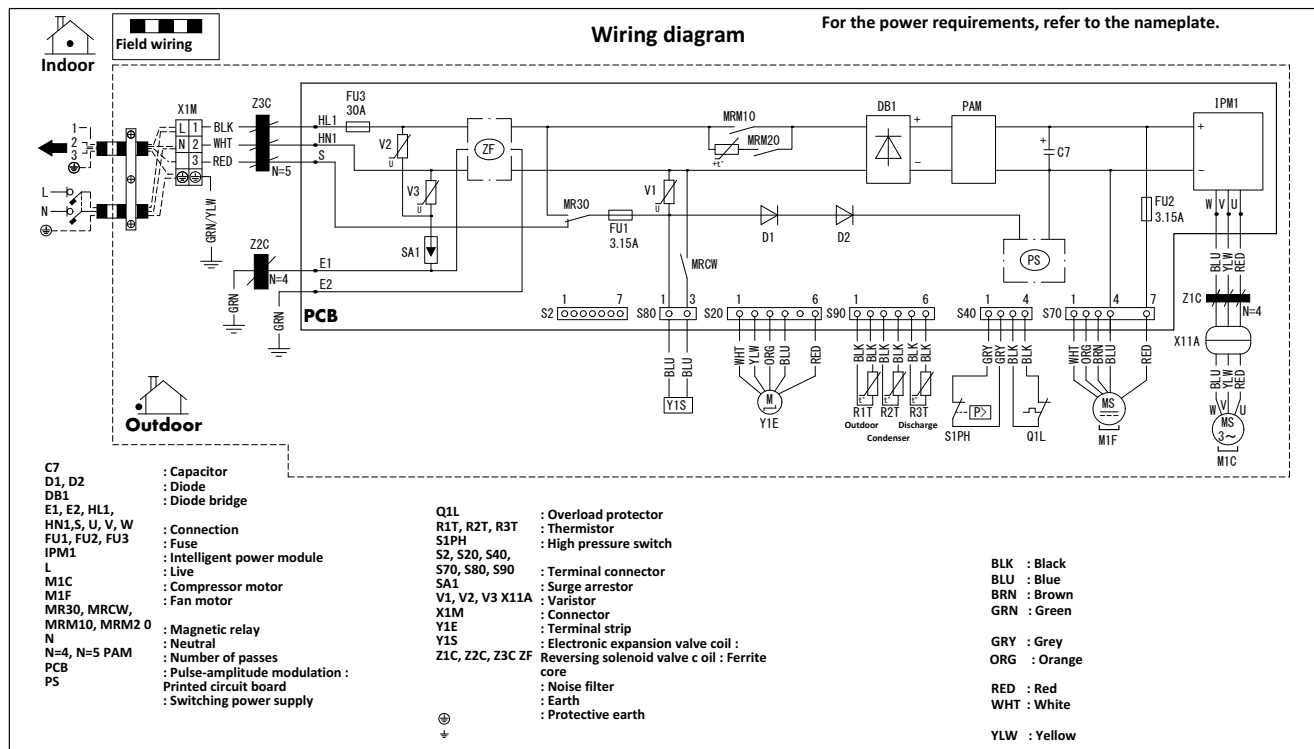 Wiring diagram
For the power requirements, refer to the nameplate.
Indoor
Field wiring
1
2
3
L
N
X1M
L 1
N 2
3
BLK
WHT
RED
GRN/YLW
Z3C
N=5
HL1
HN1
S
FU3
30A
V2
U
V3
U
SA1
ZF
Z2C
N=4
E1
E2
GRN
GRN
PCB
MR30
FU1
3.15A
V1
U
MRCW
MRM10
MRM20
+t°
D1
D2
DB1
+
−
PAM
+
C7
PS
FU2
3.15A
IPM1
+
−
W V U
BLU
YLW
RED
Z1C
N=4
X11A
BLU
YLW
RED
W V U
MS
3~
M1C
S2 1 7
S80 1 3
S20 1 6
S90 1 6
S40 1 4
S70 1 4 7
BLU
BLU
Y1S
WHT
YLW
ORG
BLU
RED
M
Y1E
BLK
BLK
BLK
BLK
BLK
BLK
t° t° t°
R1T R2T R3T
Outdoor Discharge
Condenser
GRY
GRY
BLK
BLK
P>
S1PH
Q1L
WHT
ORG
BRN
BLU
RED
MS
M1F
Outdoor
C7
D1, D2
DB1
E1, E2, HL1,
HN1,S, U, V, W
FU1, FU2, FU3
IPM1
L
M1C
M1F
MR30, MRCW,
MRM10, MRM2 0
N
N=4, N=5 PAM
PCB
PS
: Capacitor
: Diode
: Diode bridge
: Connection
: Fuse
: Intelligent power module
: Live
: Compressor motor
: Fan motor
: Magnetic relay
: Neutral
: Number of passes
: Pulse-amplitude modulation :
Printed circuit board
: Switching power supply
Q1L
R1T, R2T, R3T
S1PH
S2, S20, S40,
S70, S80, S90
SA1
V1, V2, V3 X11A
X1M
Y1E
Y1S
Z1C, Z2C, Z3C ZF
: Overload protector
: Thermistor
: High pressure switch
: Terminal connector
: Surge arrestor
: Varistor
: Connector
: Terminal strip
: Electronic expansion valve coil :
Reversing solenoid valve c oil : Ferrite
core
: Noise filter
: Earth
: Protective earth
BLK : Black
BLU : Blue
BRN : Brown
GRN : Green
GRY : Grey
ORG : Orange
RED : Red
WHT : White
YLW : Yellow